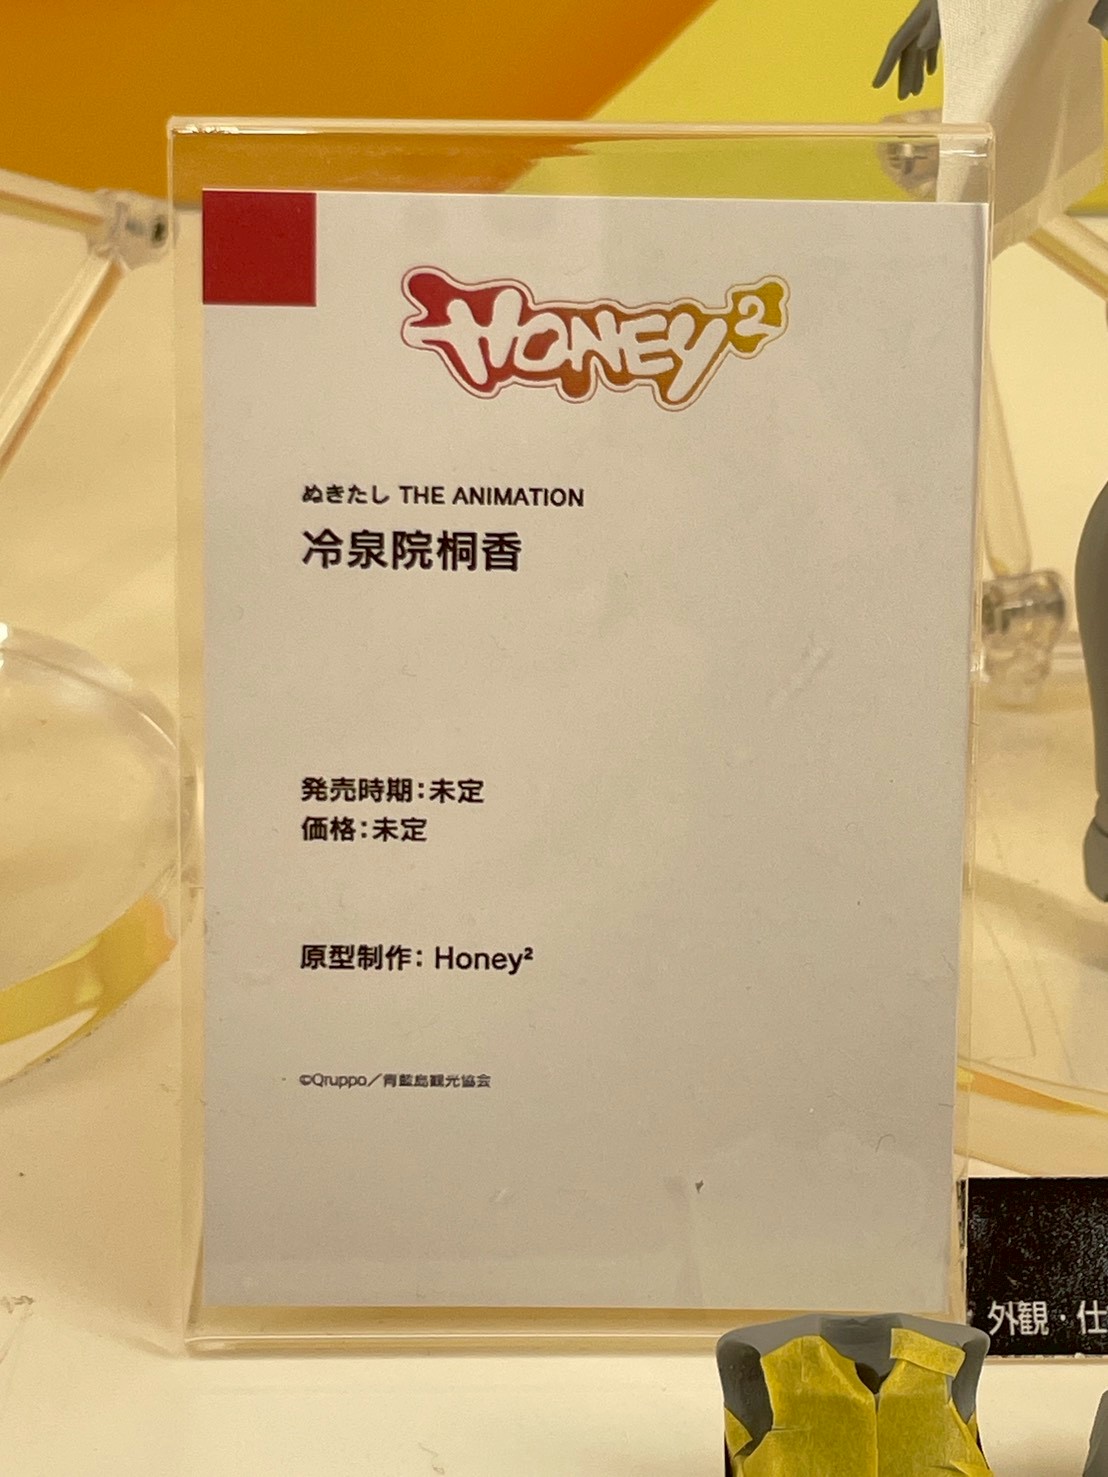 HONEY²
ぬきたし THE ANIMATION
冷泉院桐香
発売時期：未定
価格：未定
原型制作： Honey²
©Qruppo／青藍島観光協会
外観・仕